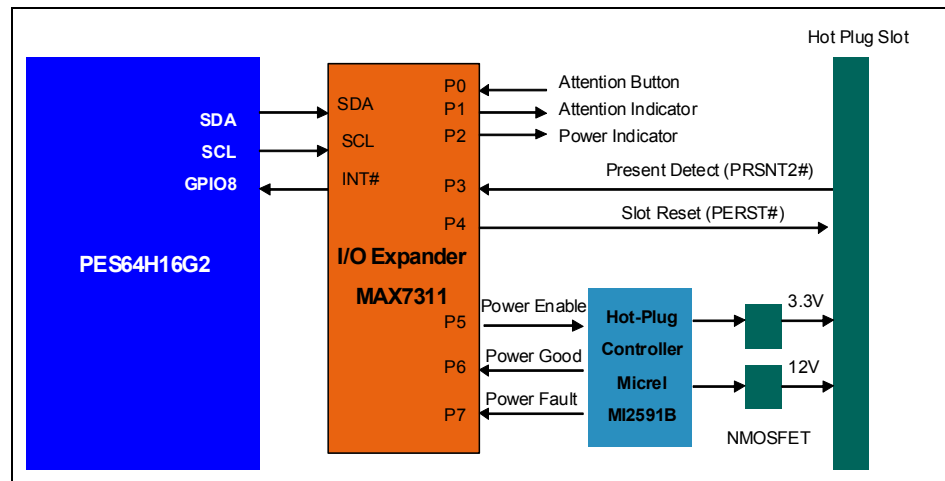 Hot Plug Slot
SDA
SCL
GPIO8
PES64H16G2
SDA
SCL
INT#
I/O Expander
MAX7311
P0
P1
P2
P3
P4
P5
P6
P7
Attention Button
Attention Indicator
Power Indicator
Present Detect (PRSNT2#)
Slot Reset (PERST#)
Power Enable
Power Good
Power Fault
Hot-Plug
Controller
Micrel
MI2591B
3.3V
12V
NMOSFET